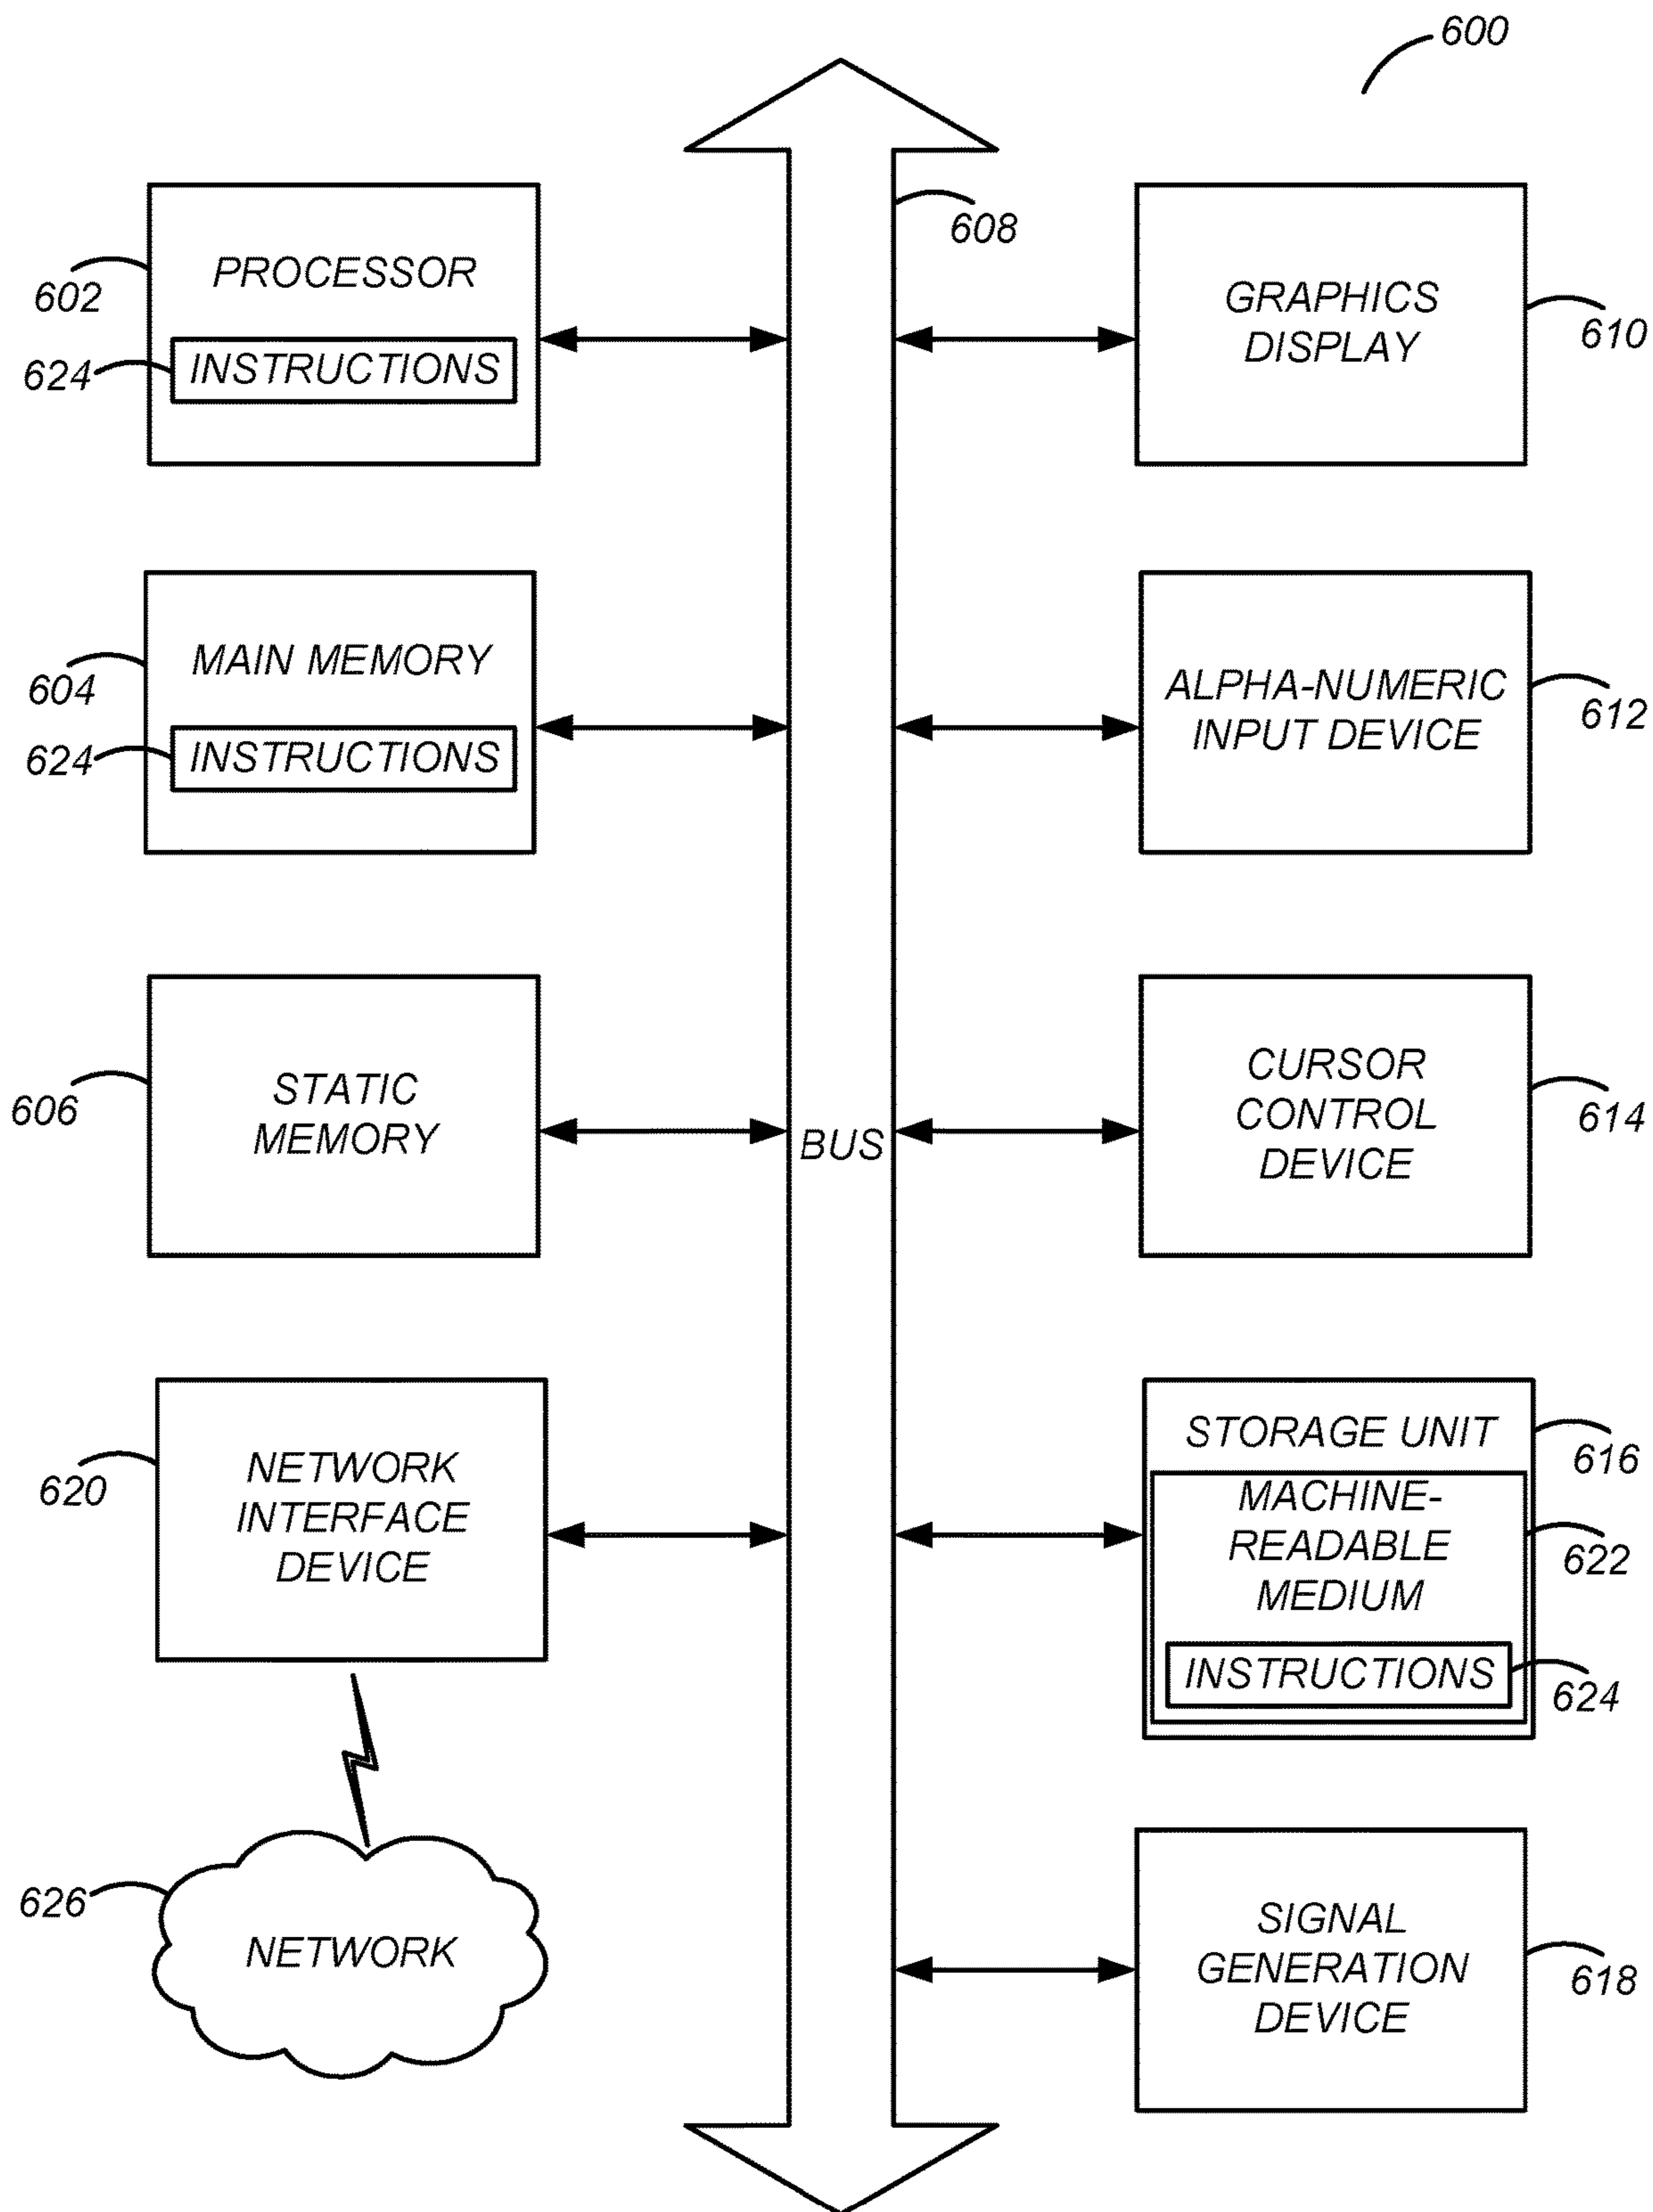 600
608
PROCESSOR
602
INSTRUCTIONS
624
GRAPHICS
DISPLAY
610
MAIN MEMORY
604
INSTRUCTIONS
624
ALPHA-NUMERIC
INPUT DEVICE
612
STATIC
MEMORY
606
BUS
CURSOR
CONTROL
DEVICE
614
NETWORK
INTERFACE
DEVICE
620
STORAGE UNIT
616
MACHINE-
READABLE
MEDIUM
622
INSTRUCTIONS
624
626
NETWORK
SIGNAL
GENERATION
DEVICE
618